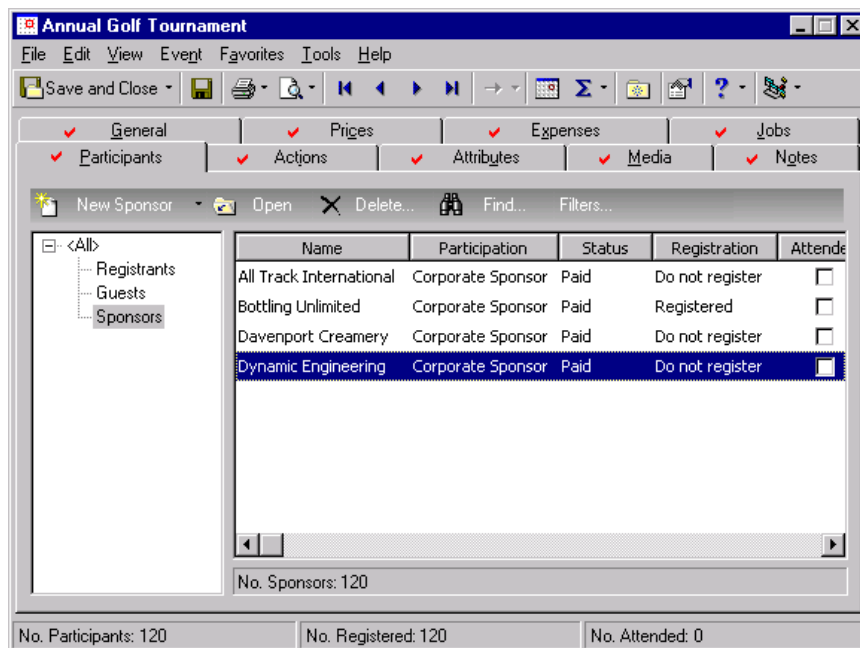 Annual Golf Tournament
File Edit View Event Favorites Tools Help
Save and Close Σ ?
General Prices Expenses Jobs
Participants Actions Attributes Media Notes
New Sponsor Open Delete... Find... Filters...
<All>
Registrants
Guests
Sponsors
Name Participation Status Registration Attende
All Track International Corporate Sponsor Paid Do not register
Bottling Unlimited Corporate Sponsor Paid Registered
Davenport Creamery Corporate Sponsor Paid Do not register
Dynamic Engineering Corporate Sponsor Paid Do not register
No. Sponsors: 120
No. Participants: 120 No. Registered: 120 No. Attended: 0